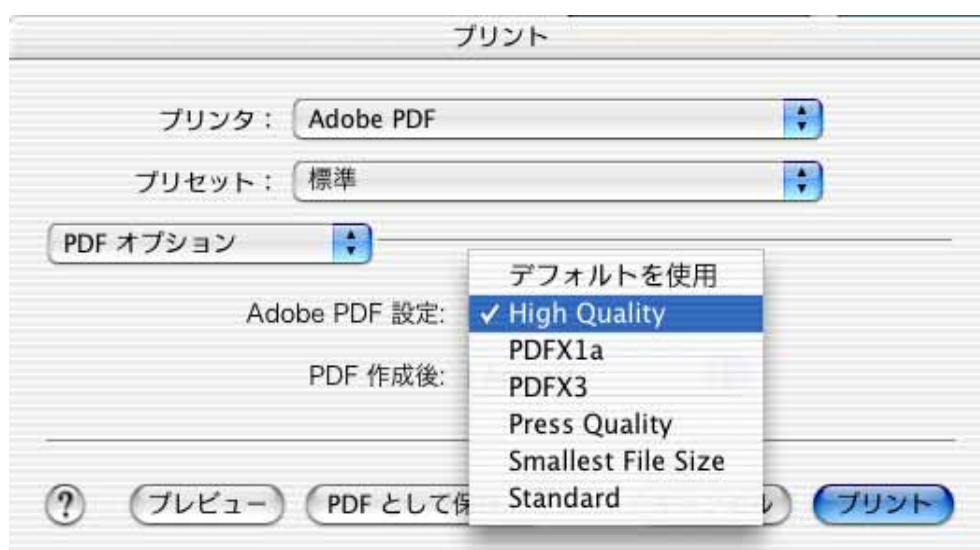 プリント
プリンタ： Adobe PDF
プリセット： 標準
PDF オプション
デフォルトを使用
Adobe PDF 設定: ✓ High Quality
PDFX1a
PDF 作成後: PDFX3
Press Quality
Smallest File Size
Standard
? プレビュー PDF として保 ル プリント